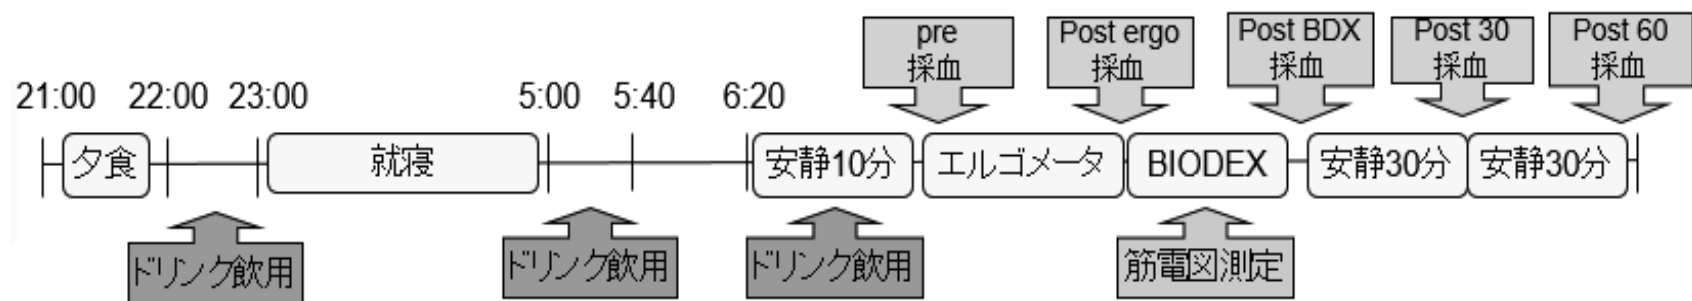 pre
採血
Post ergo
採血
Post BDX
採血
Post 30
採血
Post 60
採血
21:00 22:00 23:00 5:00 5:40 6:20
夕食 就寝 安静10分 エルゴメータ BIODEX 安静30分 安静30分
ドリンク飲用 ドリンク飲用 ドリンク飲用 筋電図測定